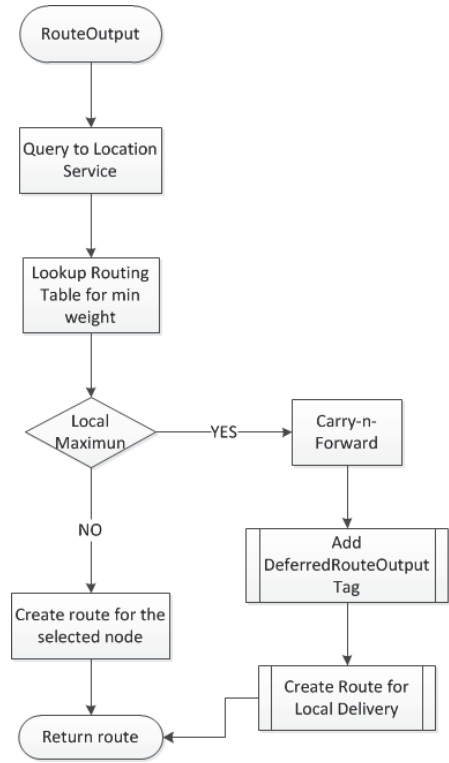 RouteOutput
Query to Location
Service
Lookup Routing
Table for min
weight
Local
Maximun
YES
Carry-n-
Forward
NO
Add
DeferredRouteOutput
Tag
Create route for the
selected node
Create Route for
Local Delivery
Return route